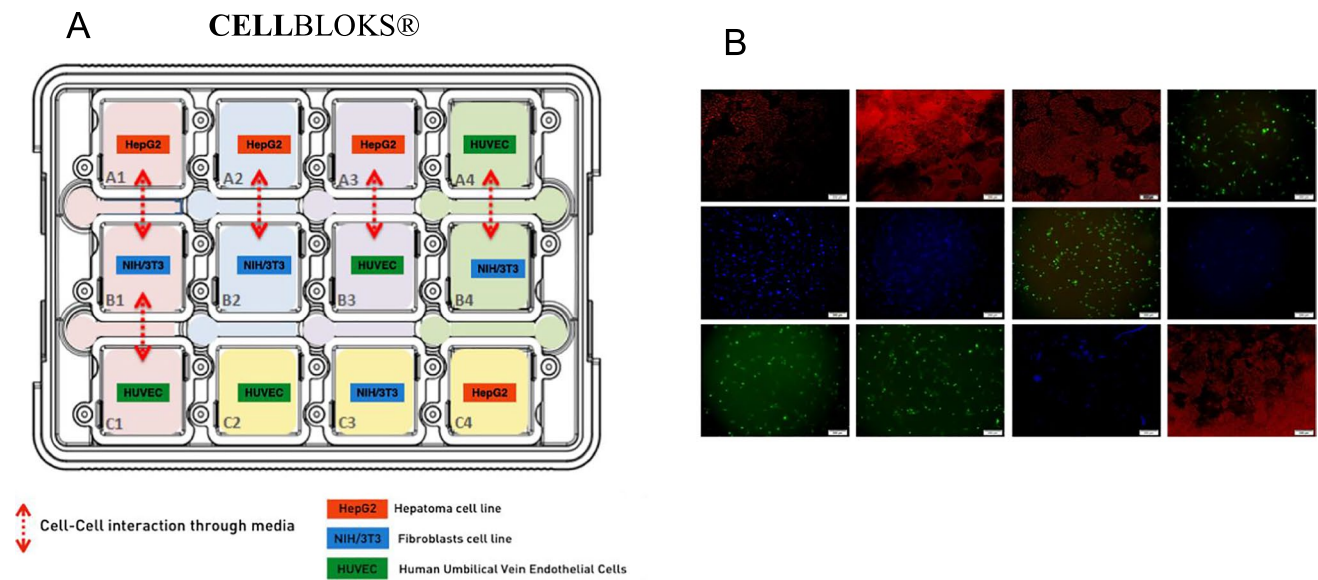 A
CELLBLOKS®
B
HepG2
HepG2
HepG2
HUVEC
A1
A2
A3
A4
NIH/3T3
NIH/3T3
HUVEC
NIH/3T3
B1
B2
B3
B4
HUVEC
HUVEC
NIH/3T3
HepG2
C1
C2
C3
C4
Cell-Cell interaction through media
HepG2 Hepatoma cell line
NIH/3T3 Fibroblasts cell line
HUVEC Human Umbilical Vein Endothelial Cells